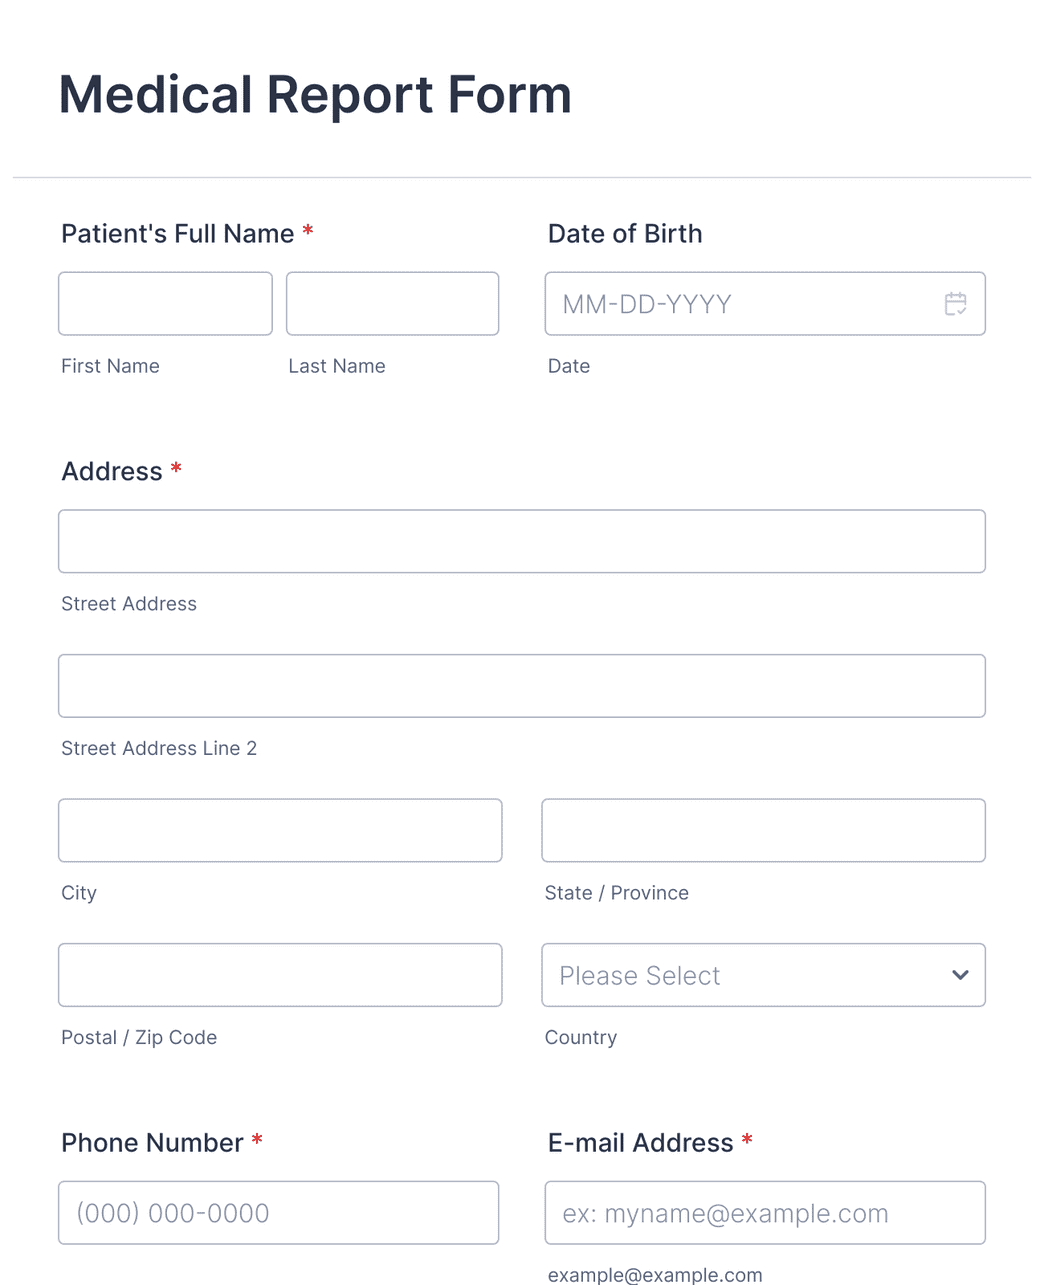 Medical Report Form
Patient's Full Name *
Date of Birth
MM-DD-YYYY
First Name
Last Name
Date
Address *
Street Address
Street Address Line 2
City
State / Province
Please Select
Postal / Zip Code
Country
Phone Number *
E-mail Address *
(000) 000-0000
ex: myname@example.com
example@example.com